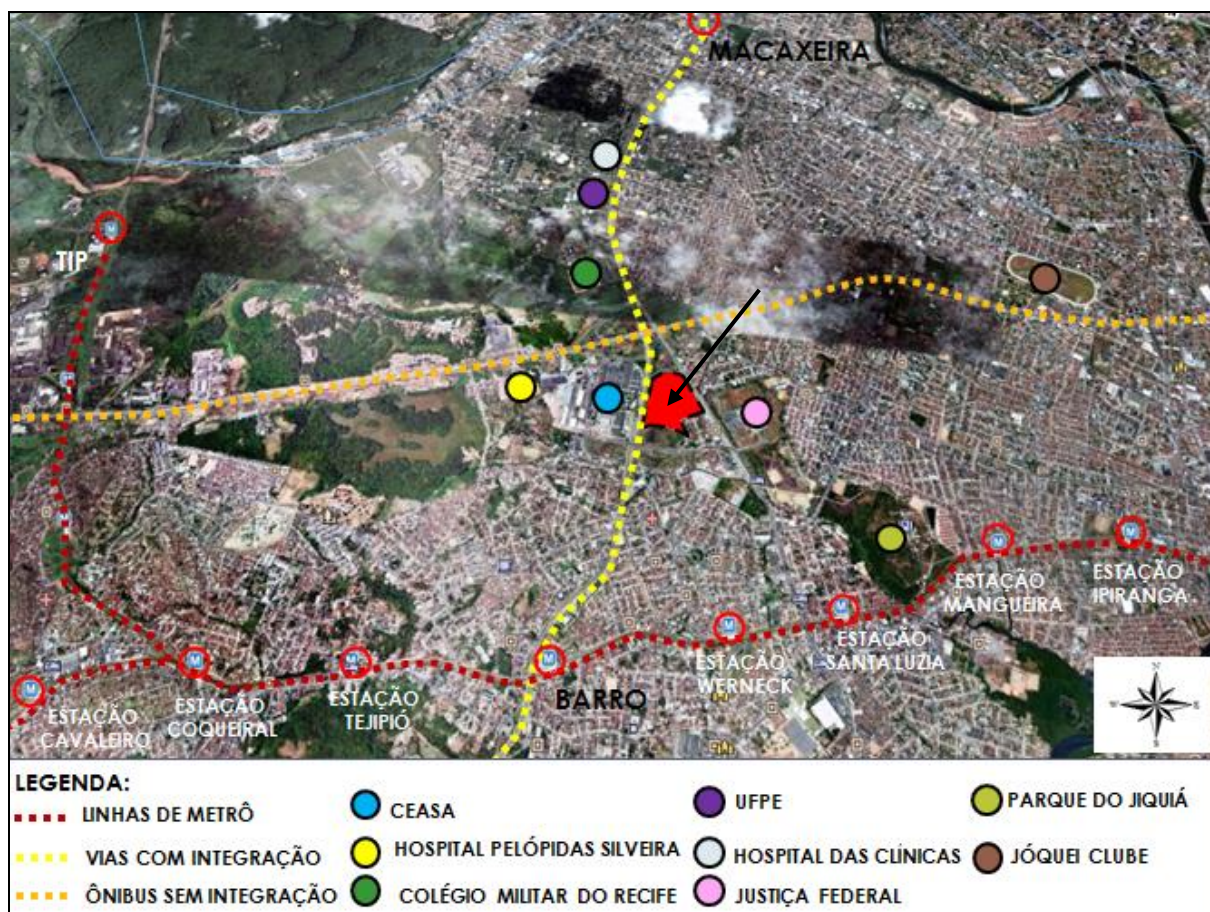 MACAXEIRA
TIP
ESTAÇÃO
MANGUEIRA
ESTAÇÃO
IPIRANGA
ESTAÇÃO
SANTA LUZIA
ESTAÇÃO
WERNECK
BARRO
ESTAÇÃO
TEJIPIÓ
ESTAÇÃO
COQUEIRAL
ESTAÇÃO
CAVALEIRO
M
M
M
M
M
M
M
M
M
N
W
E
S
LEGENDA:
LINHAS DE METRÔ
CEASA
UFPE
PARQUE DO JIQUIÁ
VIAS COM INTEGRAÇÃO
HOSPITAL PELÓPIDAS SILVEIRA
HOSPITAL DAS CLÍNICAS
JÓQUEI CLUBE
ÔNIBUS SEM INTEGRAÇÃO
COLÉGIO MILITAR DO RECIFE
JUSTIÇA FEDERAL